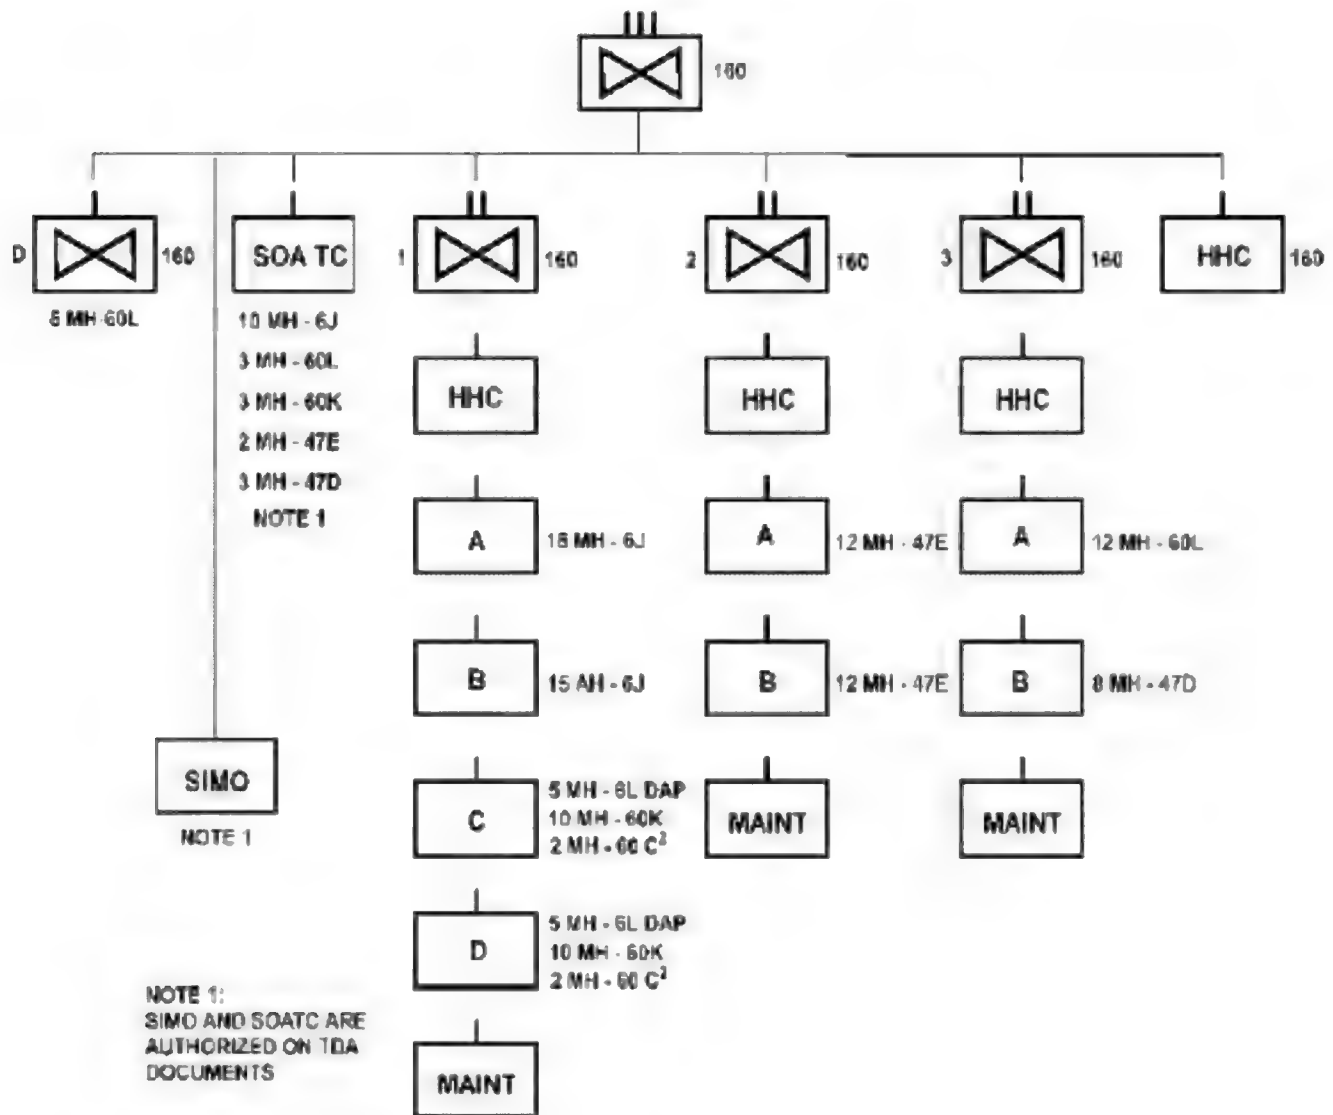 160
D
160
5 MH-60L
SOA TC
10 MH - 6J
3 MH - 60L
3 MH - 60K
2 MH - 47E
3 MH - 47D
NOTE 1
SIMO
NOTE 1
1
160
HHC
A
18 MH - 6J
B
15 AH - 6J
C
5 MH - 6L DAP
10 MH - 60K
2 MH - 60 C²
D
5 MH - 6L DAP
10 MH - 60K
2 MH - 60 C²
MAINT
2
160
HHC
A
12 MH - 47E
B
12 MH - 47E
MAINT
3
160
HHC
A
12 MH - 60L
B
8 MH - 47D
MAINT
HHC
160
NOTE 1:
SIMO AND SOATC ARE
AUTHORIZED ON TDA
DOCUMENTS